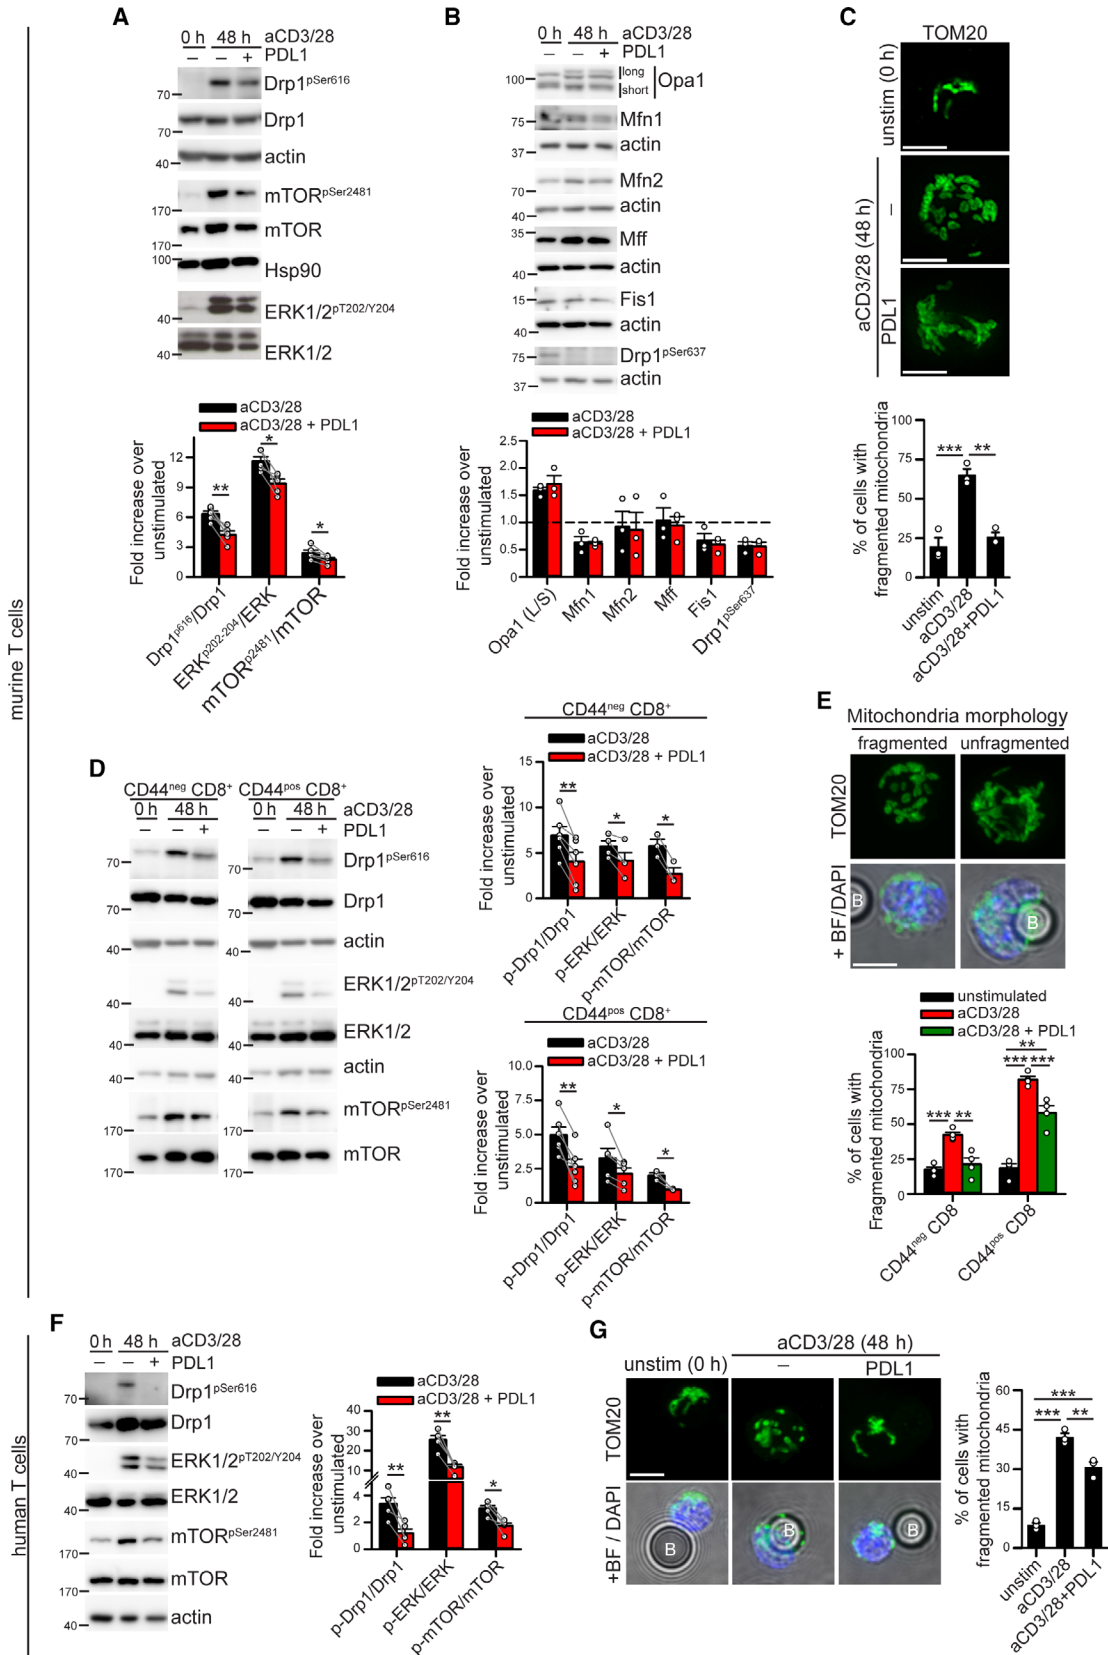 murine T cells
human T cells
A
0 h 48 h aCD3/28
– – + PDL1
Drp1pSer616
70
Drp1
70
actin
40
mTORpSer2481
170
mTOR
170
100
Hsp90
ERK1/2pT202/Y204
40
ERK1/2
40
aCD3/28
aCD3/28 + PDL1
Fold increase over unstimulated
12
9
6
3
0
** * *
Drp1p616/Drp1
ERKp202-204/ERK
mTORp2481/mTOR
B
0 h 48 h aCD3/28
– – + PDL1
100
long
short
Opa1
75
Mfn1
37
actin
Mfn2
70
actin
40
35
Mff
actin
40
15
Fis1
actin
40
Drp1pSer637
75
actin
37
aCD3/28
aCD3/28 + PDL1
Fold increase over unstimulated
2.5
2.0
1.5
1.0
0.5
0
Opa1 (L/S)
Mfn1
Mfn2
Mff
Fis1
Drp1pSer637
C
TOM20
unstim (0 h)
aCD3/28 (48 h)
–
PDL1
% of cells with fragmented mitochondria
100
75
50
25
0
*** **
unstim
aCD3/28
aCD3/28+PDL1
D
CD44neg CD8+ CD44pos CD8+
0 h 48 h 0 h 48 h aCD3/28
– – + – – + PDL1
Drp1pSer616
70 70
Drp1
70 70
actin
40 40
ERK1/2pT202/Y204
40 40
ERK1/2
40 40
actin
40 40
mTORpSer2481
170 170
mTOR
170 170
CD44neg CD8+
aCD3/28
aCD3/28 + PDL1
Fold increase over unstimulated
15
10
5
0
** * *
p-Drp1/Drp1
p-ERK/ERK
p-mTOR/mTOR
CD44pos CD8+
aCD3/28
aCD3/28 + PDL1
Fold increase over unstimulated
10.0
7.5
5.0
2.5
0
** * *
p-Drp1/Drp1
p-ERK/ERK
p-mTOR/mTOR
E
Mitochondria morphology
fragmented unfragmented
TOM20
+ BF/DAPI
B
B
unstimulated
aCD3/28
aCD3/28 + PDL1
% of cells with Fragmented mitochondria
100
75
50
25
0
*** **
**
*** ***
CD44neg CD8
CD44pos CD8
F
0 h 48 h aCD3/28
– – + PDL1
Drp1pSer616
70
Drp1
70
ERK1/2pT202/Y204
40
ERK1/2
40
mTORpSer2481
170
mTOR
170
actin
40
aCD3/28
aCD3/28 + PDL1
Fold increase over unstimulated
40
30
20
10
4
2
0
** ** *
p-Drp1/Drp1
p-ERK/ERK
p-mTOR/mTOR
G
aCD3/28 (48 h)
unstim (0 h) – PDL1
TOM20
+BF / DAPI
B
B
B
% of cells with fragmented mitochondria
60
45
30
15
0
***
*** **
unstim
aCD3/28
aCD3/28+PDL1